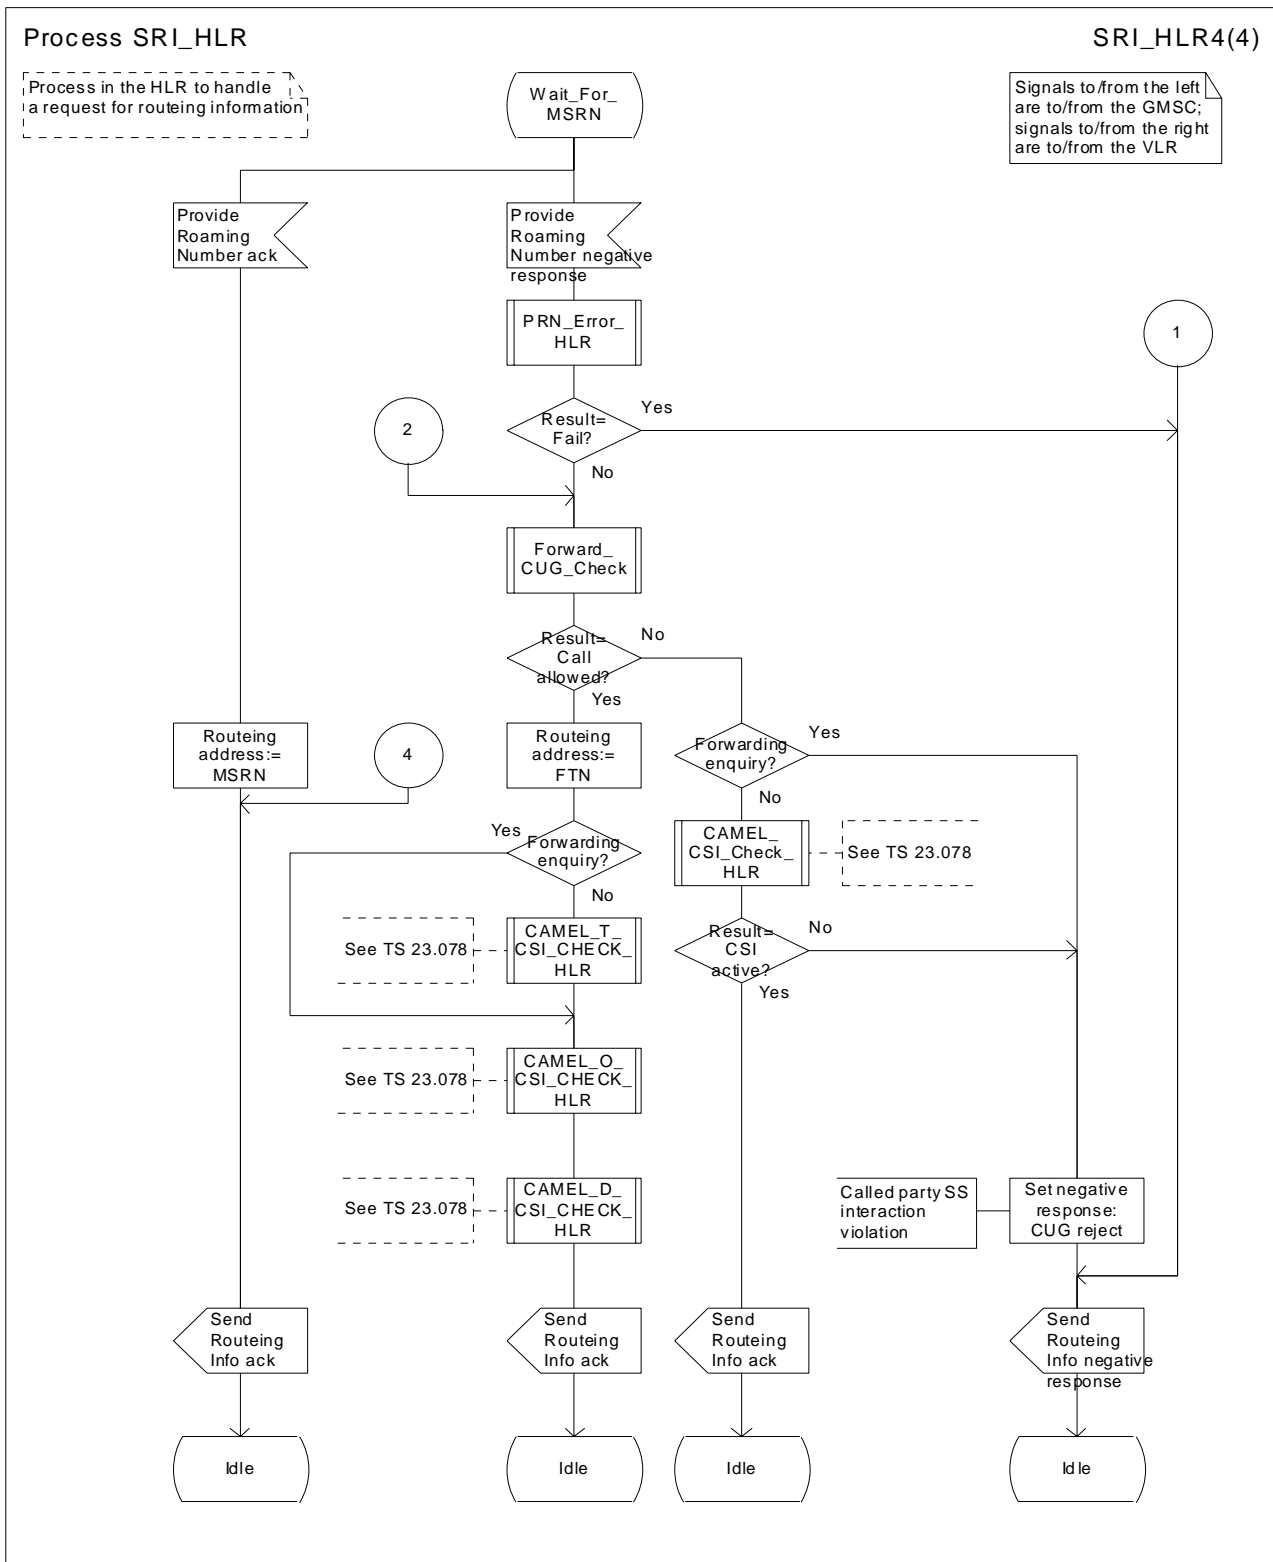 Process SRI_HLR
SRI_HLR4(4)
Process in the HLR to handle
a request for routeing information
Wait_For_
MSRN
Signals to/from the left
are to/from the GMSC;
signals to/from the right
are to/from the VLR
Provide
Roaming
Number ack
Provide
Roaming
Number negative
response
PRN_Error_
HLR
1
2
Result=
Fail?
Yes
No
Forward_
CUG_Check
Result=
Call
allowed?
No
Yes
Routeing
address:=
MSRN
4
Routeing
address:=
FTN
Forwarding
enquiry?
Yes
No
Yes
Forwarding
enquiry?
No
CAMEL_
CSI_Check_
HLR
See TS 23.078
See TS 23.078
CAMEL_T_
CSI_CHECK_
HLR
Result=
CSI
active?
No
Yes
See TS 23.078
CAMEL_O_
CSI_CHECK_
HLR
See TS 23.078
CAMEL_D_
CSI_CHECK_
HLR
Called party SS
interaction
violation
Set negative
response:
CUG reject
Send
Routeing
Info ack
Send
Routeing
Info ack
Send
Routeing
Info ack
Send
Routeing
Info negative
response
Idle
Idle
Idle
Idle